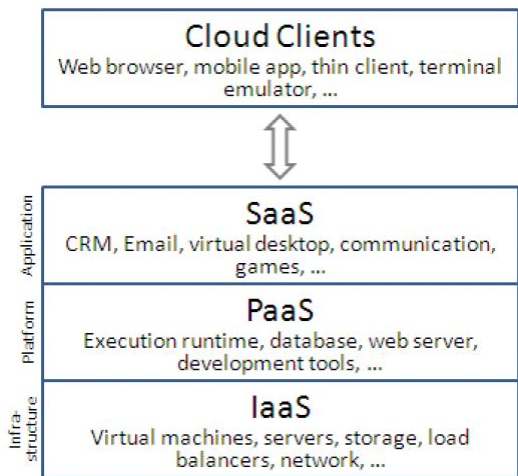 Cloud Clients
Web browser, mobile app, thin client, terminal
emulator, ...
Application
SaaS
CRM, Email, virtual desktop, communication,
games, ...
Platform
PaaS
Execution runtime, database, web server,
development tools, ...
Infra-
structure
IaaS
Virtual machines, servers, storage, load
balancers, network, ...